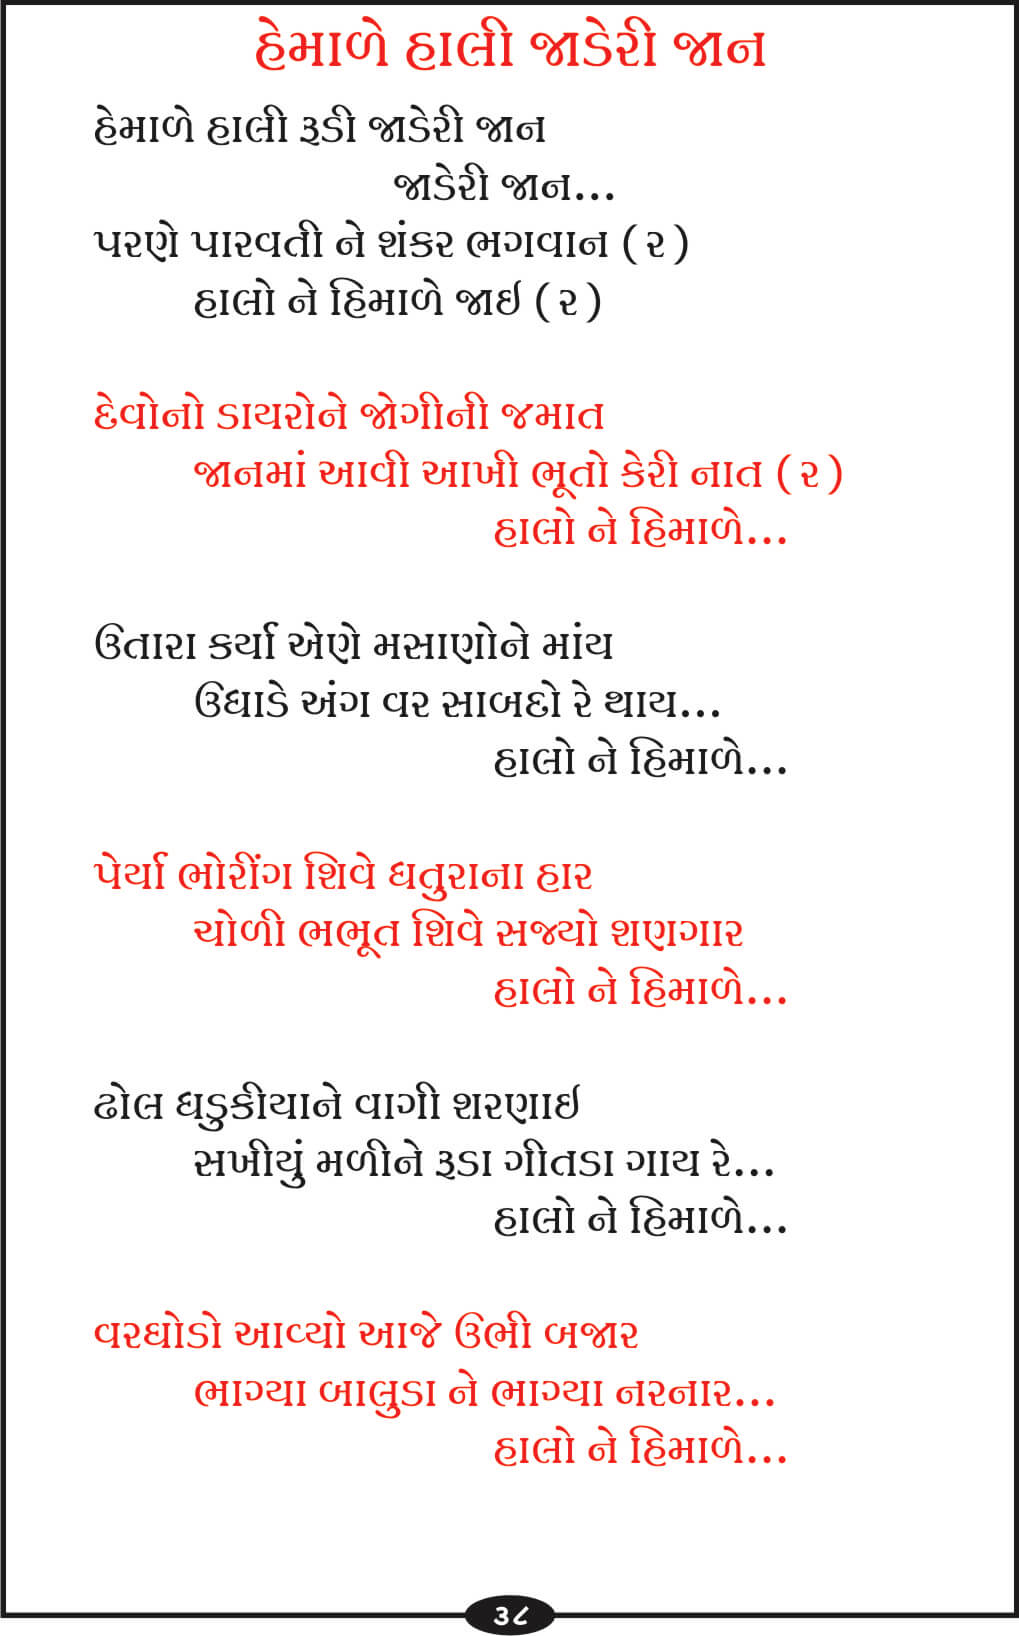 હેમાળે હાલી જાડેરી જાન
હેમાળે હાલી રૂડી જાડેરી જાન
જાડેરી જાન...
પરણે પારવતી ને શંકર ભગવાન (૨)
હાલો ને હિમાળે જાઇ (૨)
દેવોનો ડાયરોને જોગીની જમાત
જાનમાં આવી આખી ભૂતો કેરી નાત (૨)
હાલો ને હિમાળે...
ઉતારા કર્યા એણે મસાણોને માંય
ઉઘાડે અંગ વર સાબદો રે થાય...
હાલો ને હિમાળે...
પેર્યા ભોરીંગ શિવે ધતુરાના હાર
ચોળી ભભૂત શિવે સજ્યો શણગાર
હાલો ને હિમાળે...
ઢોલ ધડુકીયાને વાગી શરણાઇ
સખીયું મળીને રૂડા ગીતડા ગાય રે...
હાલો ને હિમાળે...
વરઘોડો આવ્યો આજે ઉભી બજાર
ભાગ્યા બાલુડા ને ભાગ્યા નરનાર...
હાલો ને હિમાળે...
૩૮